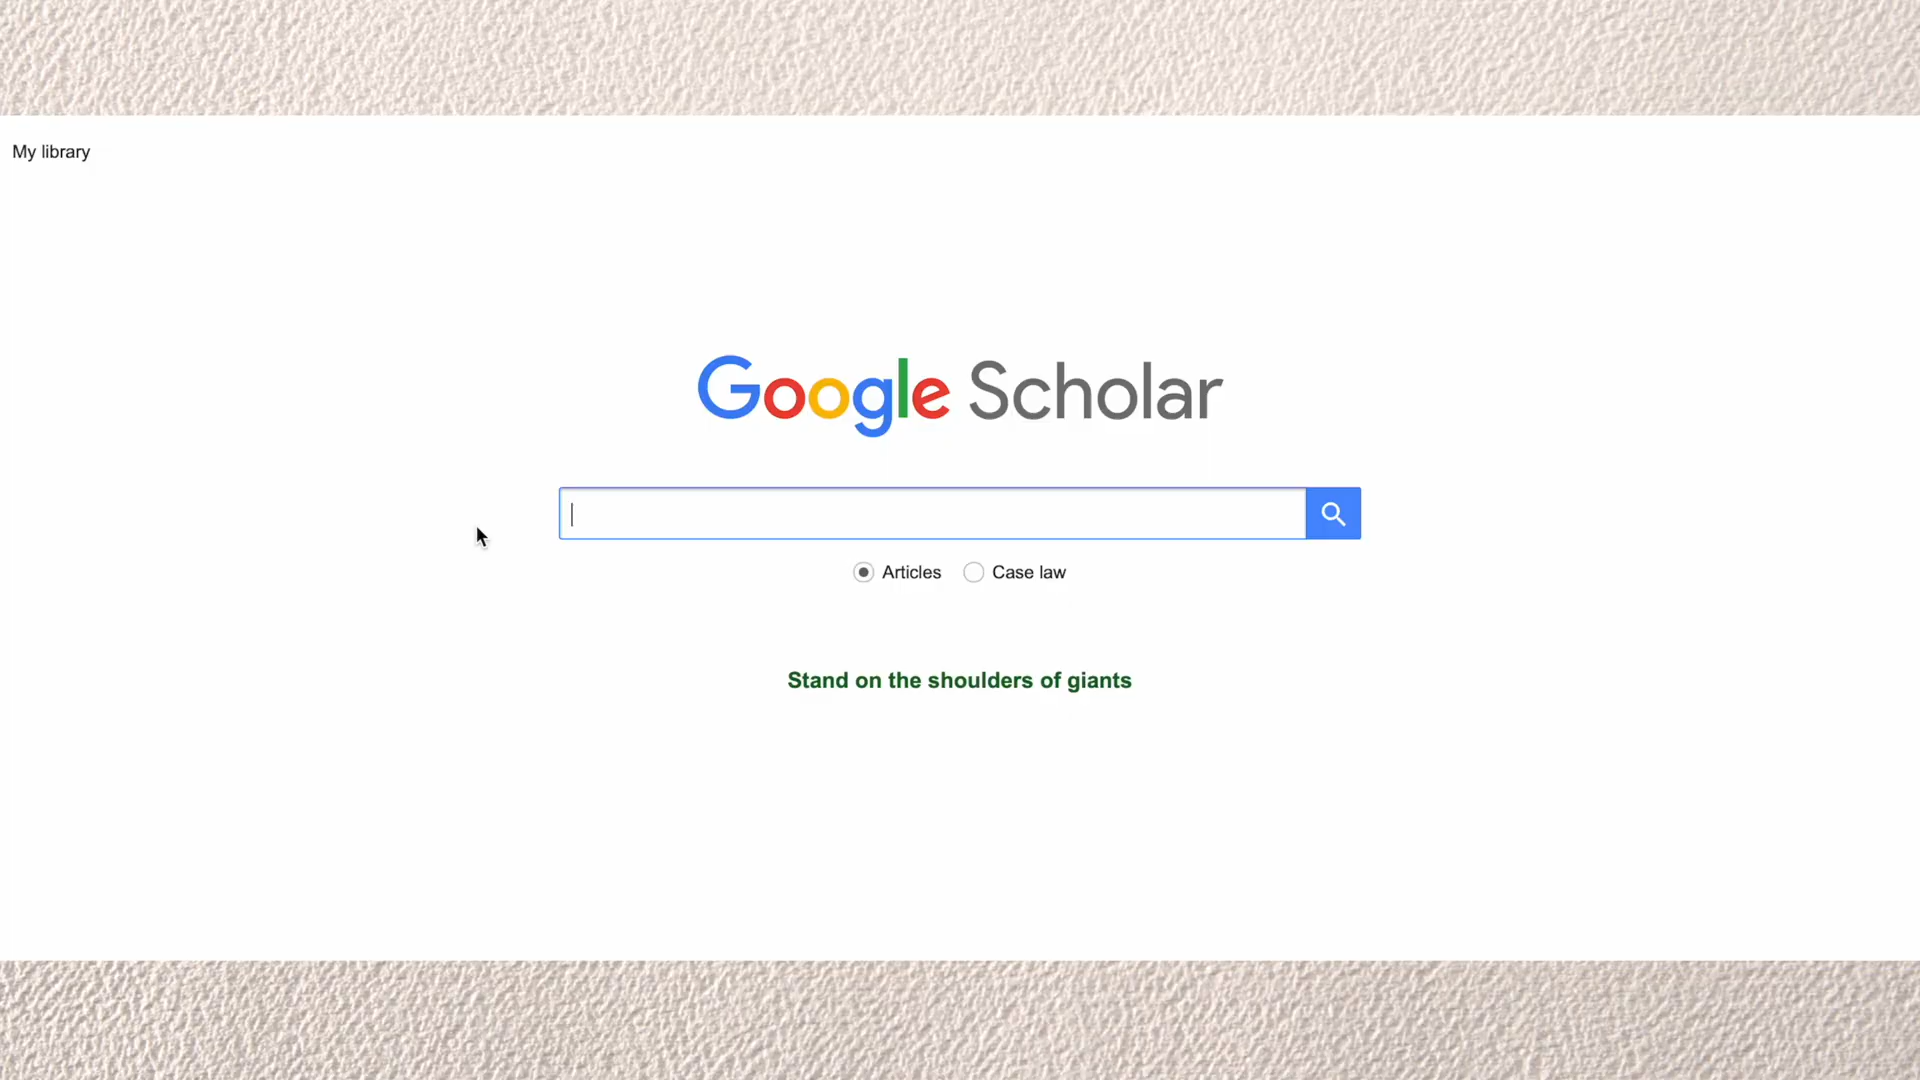 My library
Google Scholar
Articles Case law
Stand on the shoulders of giants